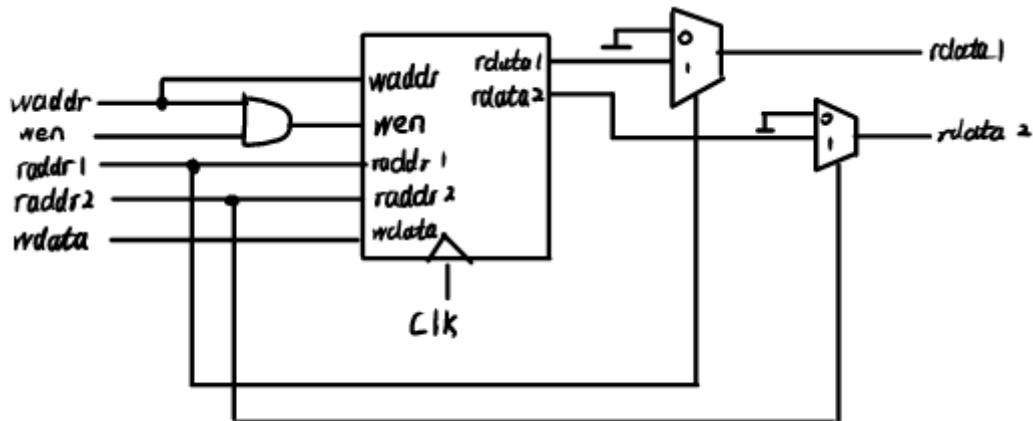 waddr
wen
raddr1
raddr2
wdata
waddr
wen
raddr1
raddr2
wdata
rdata1
rdata2
Clk
0
1
rdata1
0
1
rdata2